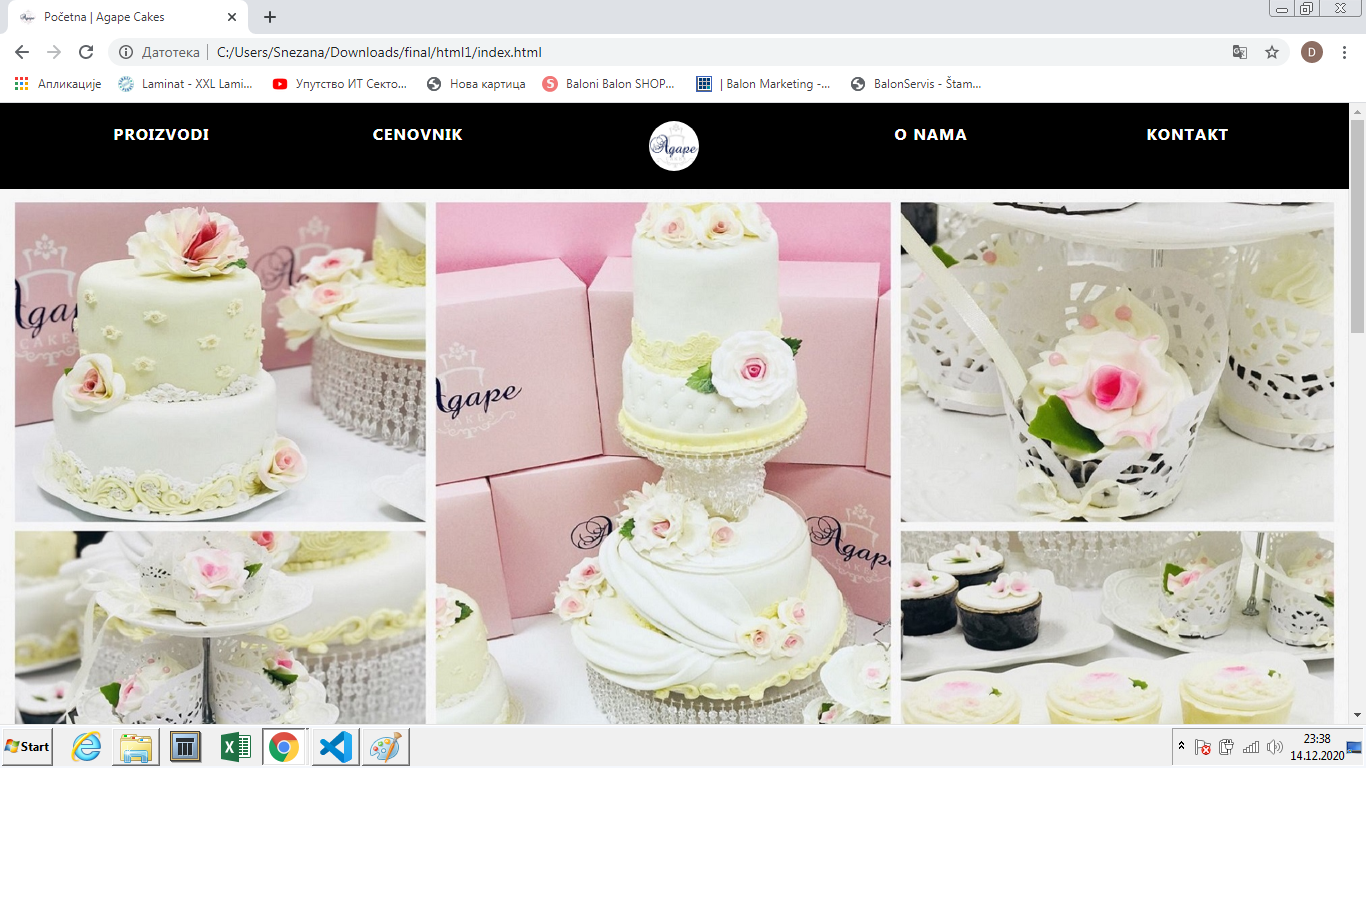 Početna | Agape Cakes
Датотека C:/Users/Snezana/Downloads/final/html1/index.html
D
Апликације Laminat - XXL Lami... Упутство ИТ Секто... Нова картица Baloni Balon SHOP... | Balon Marketing -... BalonServis - Štam...
PROIZVODI CENOVNIK Agape O NAMA KONTAKT
Agape
CAKES
Agape
Agape
Start
23:38
14.12.2020